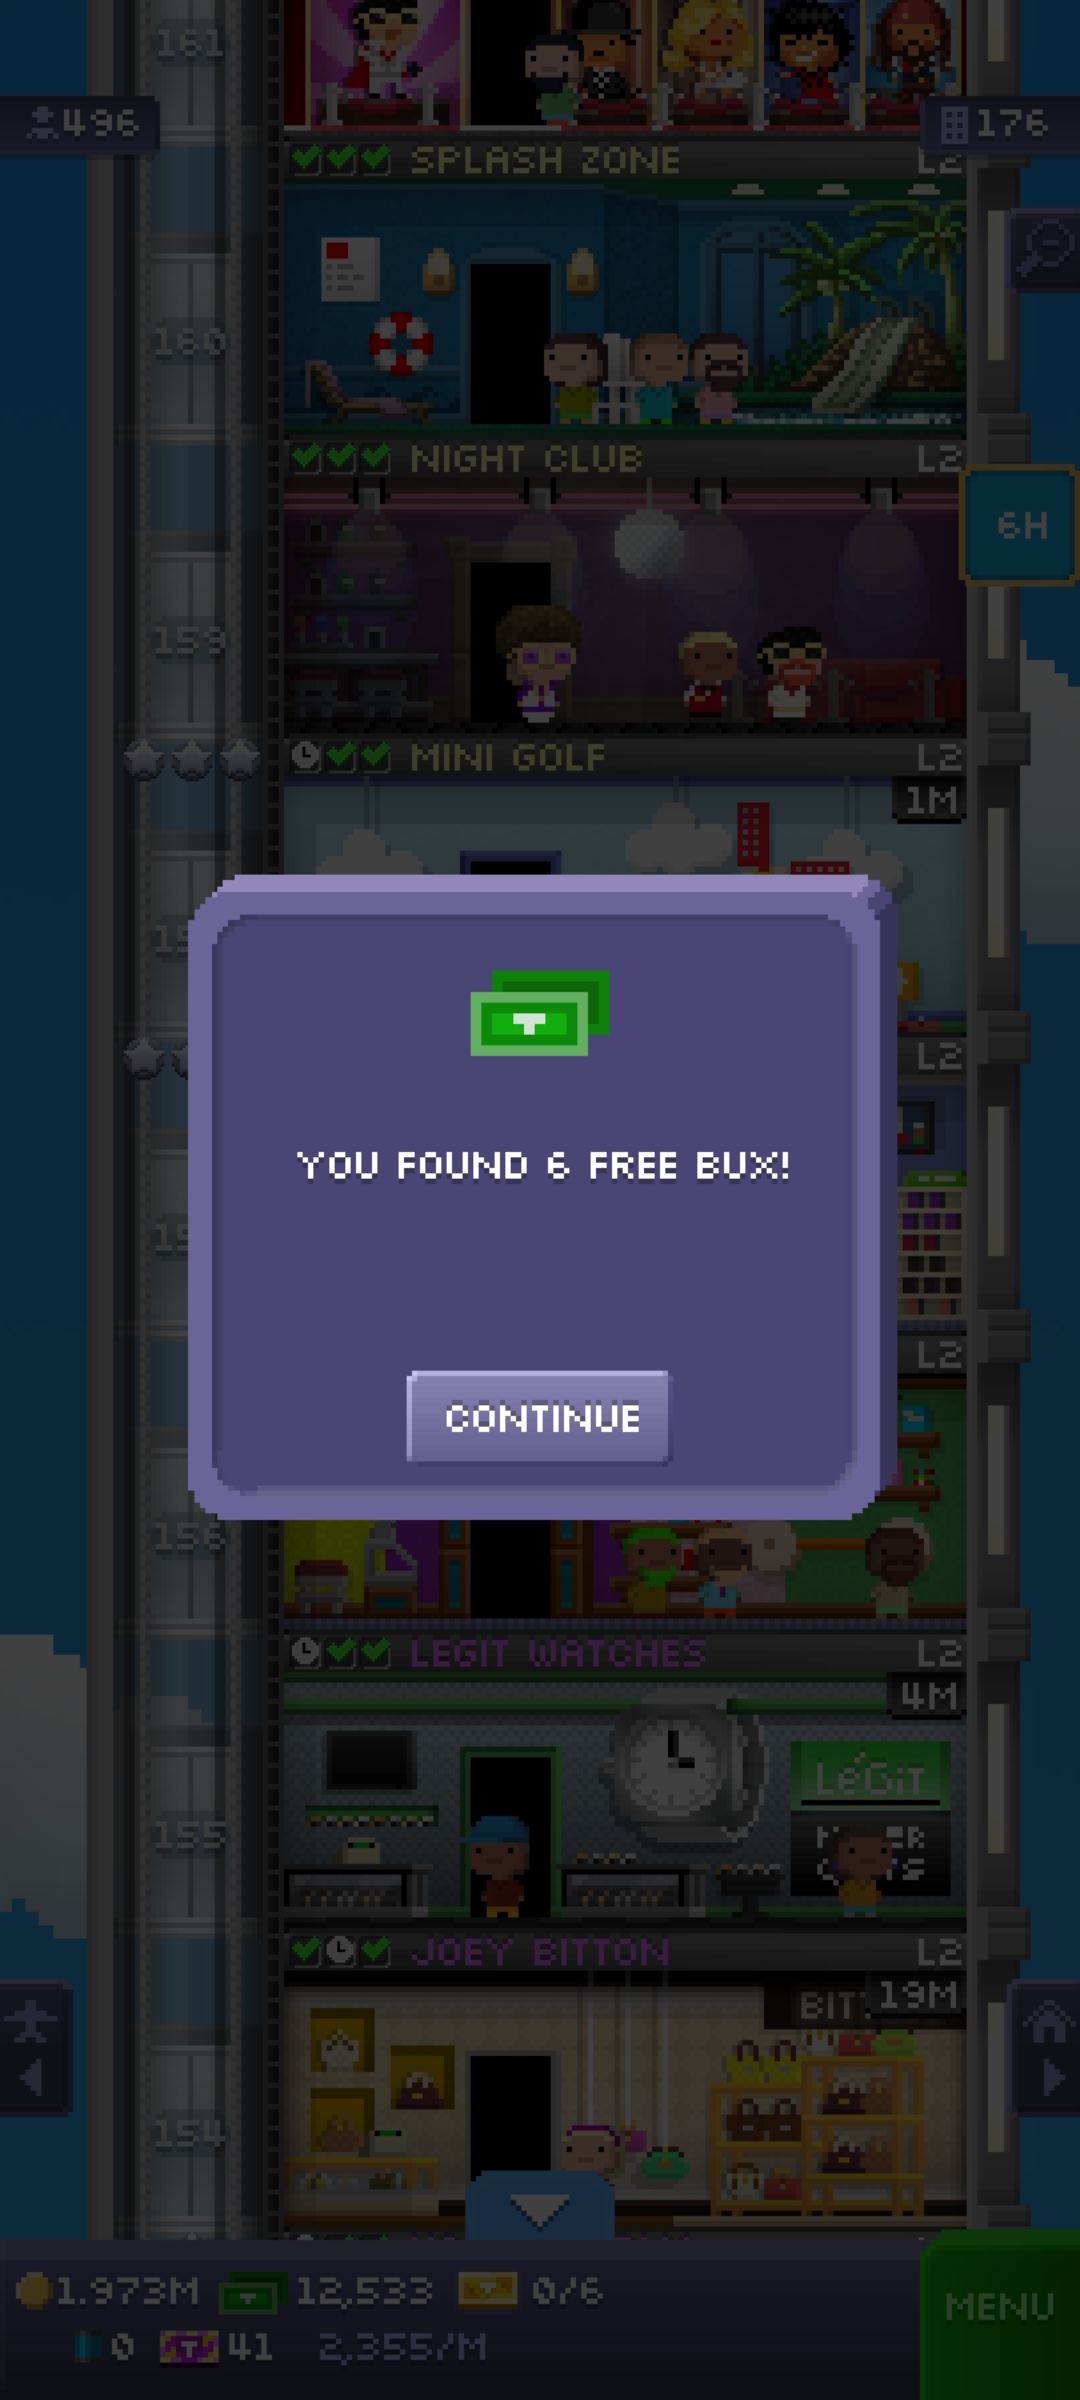 161
496
176
SPLASH ZONE L2
160
NIGHT CLUB L2
6H
159
MINI GOLF L2
1M
L2
YOU FOUND 6 FREE BUX!
L2
CONTINUE
156
LEGIT WATCHES L2
4M
LéGiT
155
JOEY BITTON L2
19M
BIT
154
1.973M 12,533 0/6
MENU
0 41 2,355/M